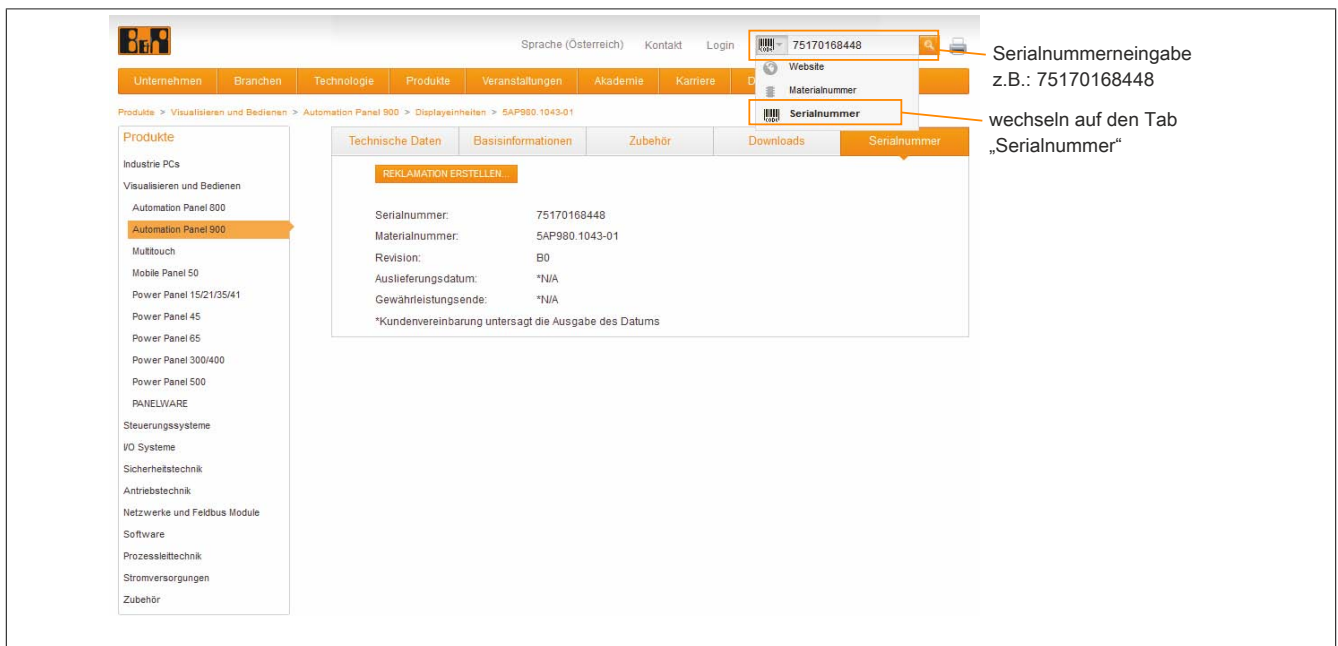 B&R
Sprache (Österreich) Kontakt Login
75170168448
Website
Materialnummer
Serialnummer
Unternehmen Branchen Technologie Produkte Veranstaltungen Akademie Karriere D
Produkte > Visualisieren und Bedienen > Automation Panel 900 > Displayeinheiten > 5AP980.1043-01
Produkte
Industrie PCs
Visualisieren und Bedienen
Automation Panel 800
Automation Panel 900
Multitouch
Mobile Panel 50
Power Panel 15/21/35/41
Power Panel 45
Power Panel 65
Power Panel 300/400
Power Panel 500
PANELWARE
Steuerungssysteme
I/O Systeme
Sicherheitstechnik
Antriebstechnik
Netzwerke und Feldbus Module
Software
Prozessleittechnik
Stromversorgungen
Zubehör
Technische Daten Basisinformationen Zubehör Downloads Serialnummer
REKLAMATION ERSTELLEN...
Serialnummer: 75170168448
Materialnummer: 5AP980.1043-01
Revision: B0
Auslieferungsdatum: *N/A
Gewährleistungsende: *N/A
*Kundenvereinbarung untersagt die Ausgabe des Datums
Serialnummerneingabe
z.B.: 75170168448
wechseln auf den Tab
„Serialnummer“